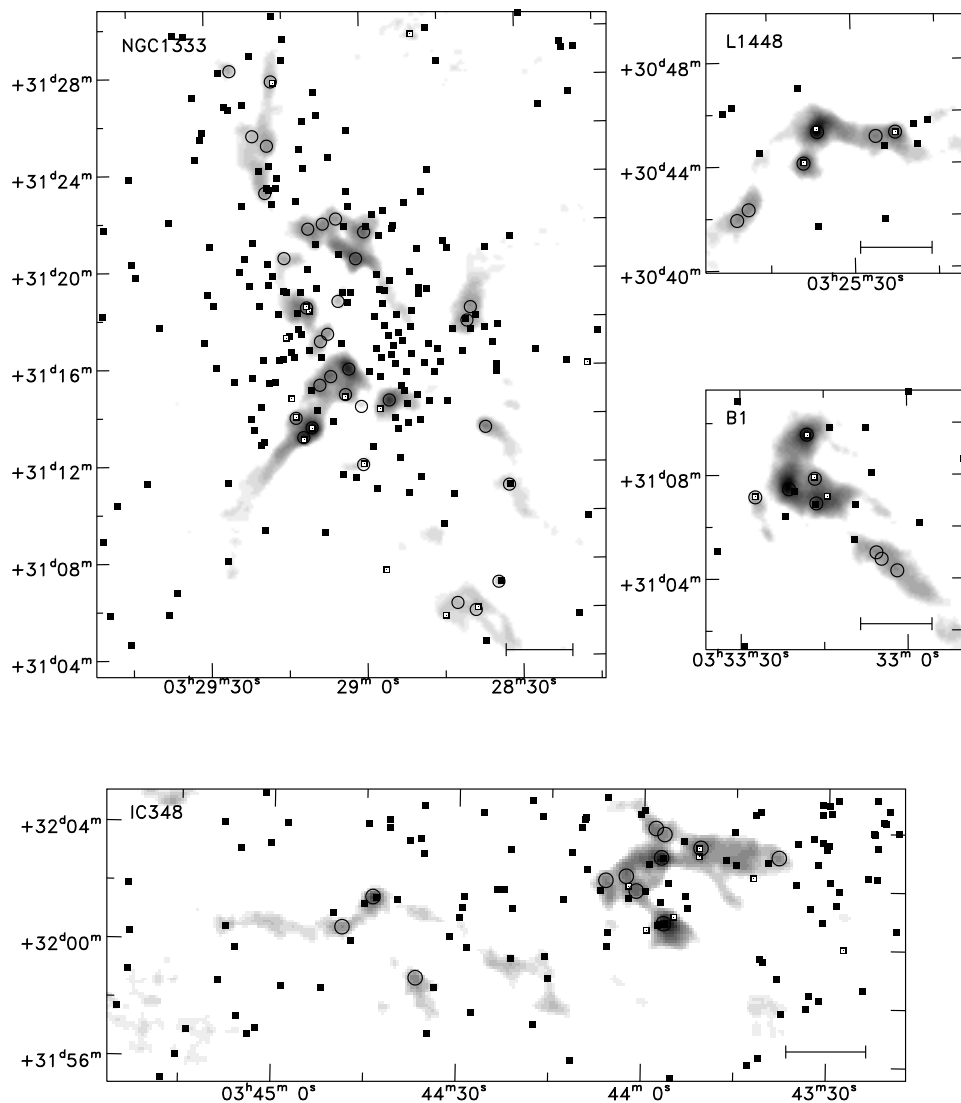 NGC1333
+31ᵈ28ᵐ
+31ᵈ24ᵐ
+31ᵈ20ᵐ
+31ᵈ16ᵐ
+31ᵈ12ᵐ
+31ᵈ08ᵐ
+31ᵈ04ᵐ
03ʰ29ᵐ30ˢ
29ᵐ 0ˢ
28ᵐ30ˢ
L1448
+30ᵈ48ᵐ
+30ᵈ44ᵐ
+30ᵈ40ᵐ
03ʰ25ᵐ30ˢ
B1
+31ᵈ08ᵐ
+31ᵈ04ᵐ
03ʰ33ᵐ30ˢ
33ᵐ 0ˢ
IC348
+32ᵈ04ᵐ
+32ᵈ00ᵐ
+31ᵈ56ᵐ
03ʰ45ᵐ 0ˢ
44ᵐ30ˢ
44ᵐ 0ˢ
43ᵐ30ˢ